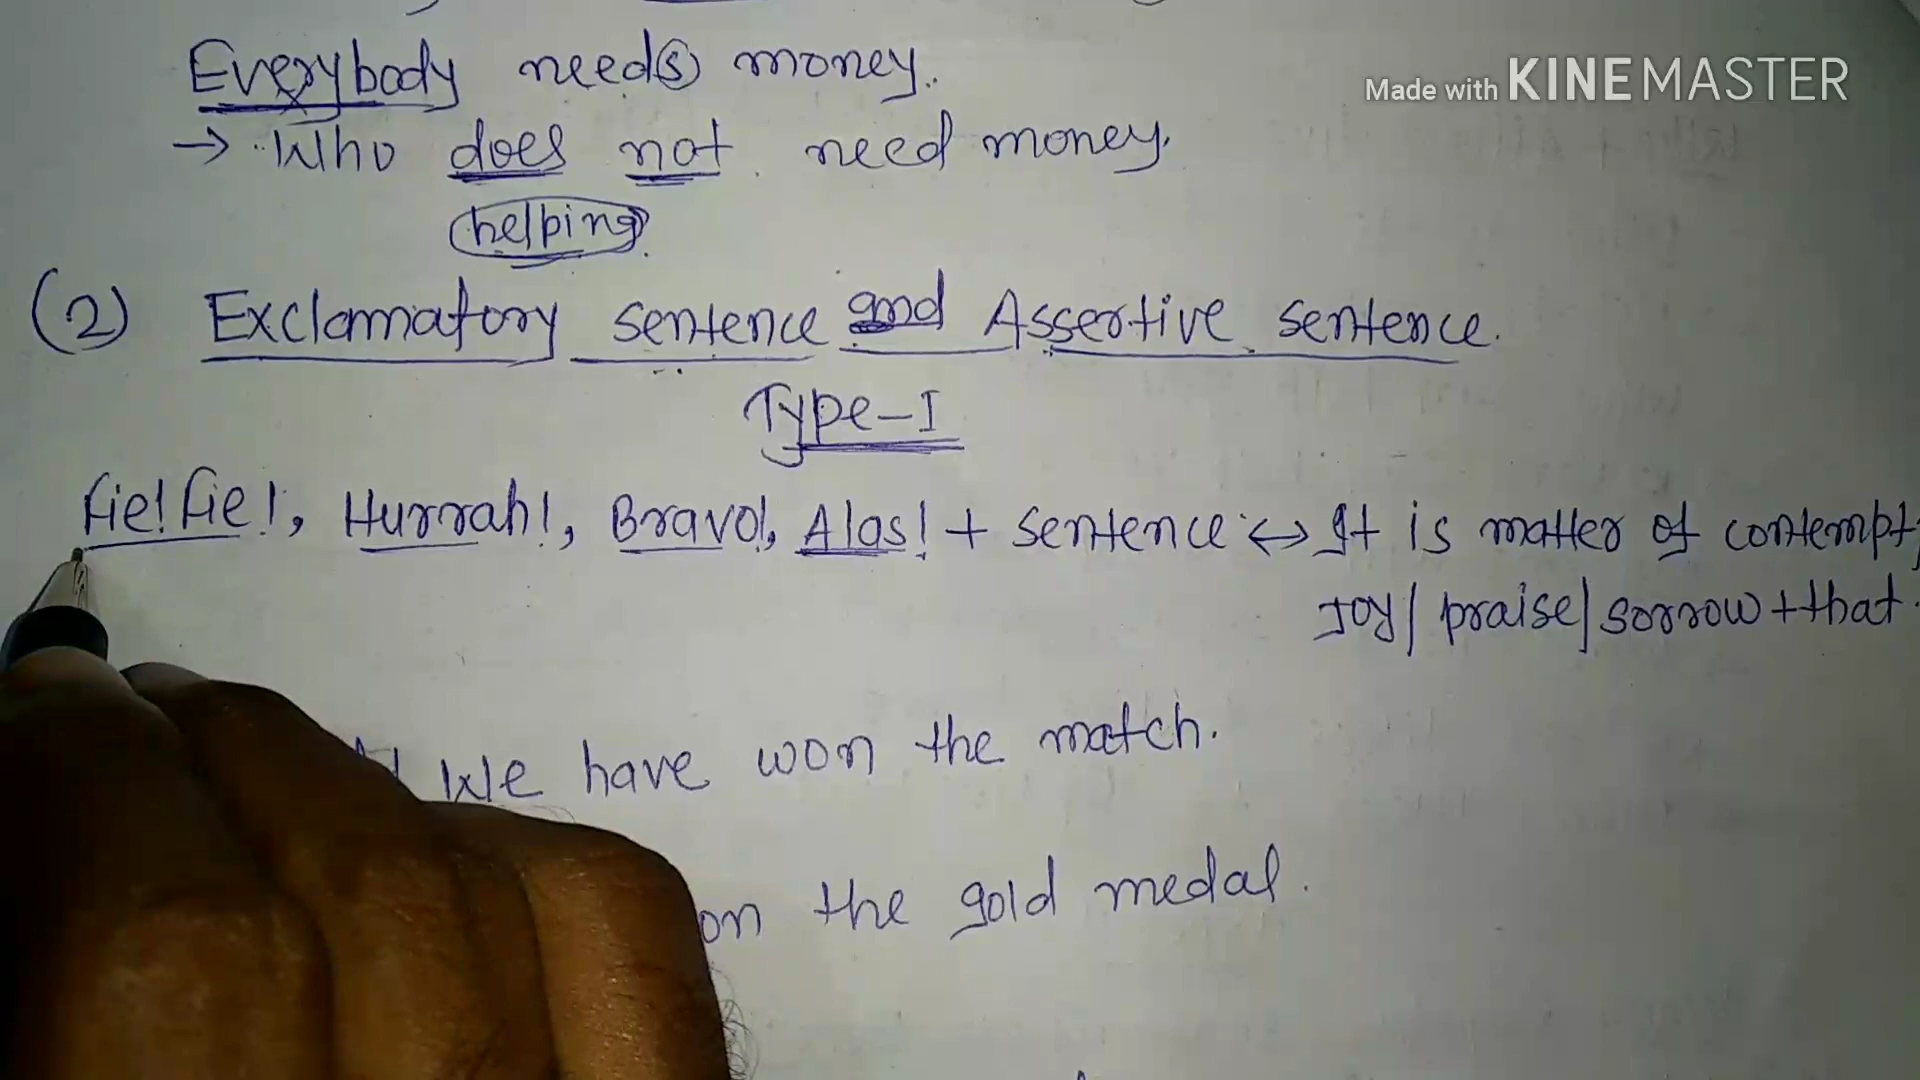 Everybody needs money.
Made with KINEMASTER
→ Who does not need money.
helping
(2) Exclamatory sentence and Assertive sentence.
Type-I
Fie! Fie!, Hurrah!, Bravo!, Alas! + sentence ↔ It is matter of contempt,
Joy/ praise/ sorrow + that.
We have won the match.
on the gold medal.